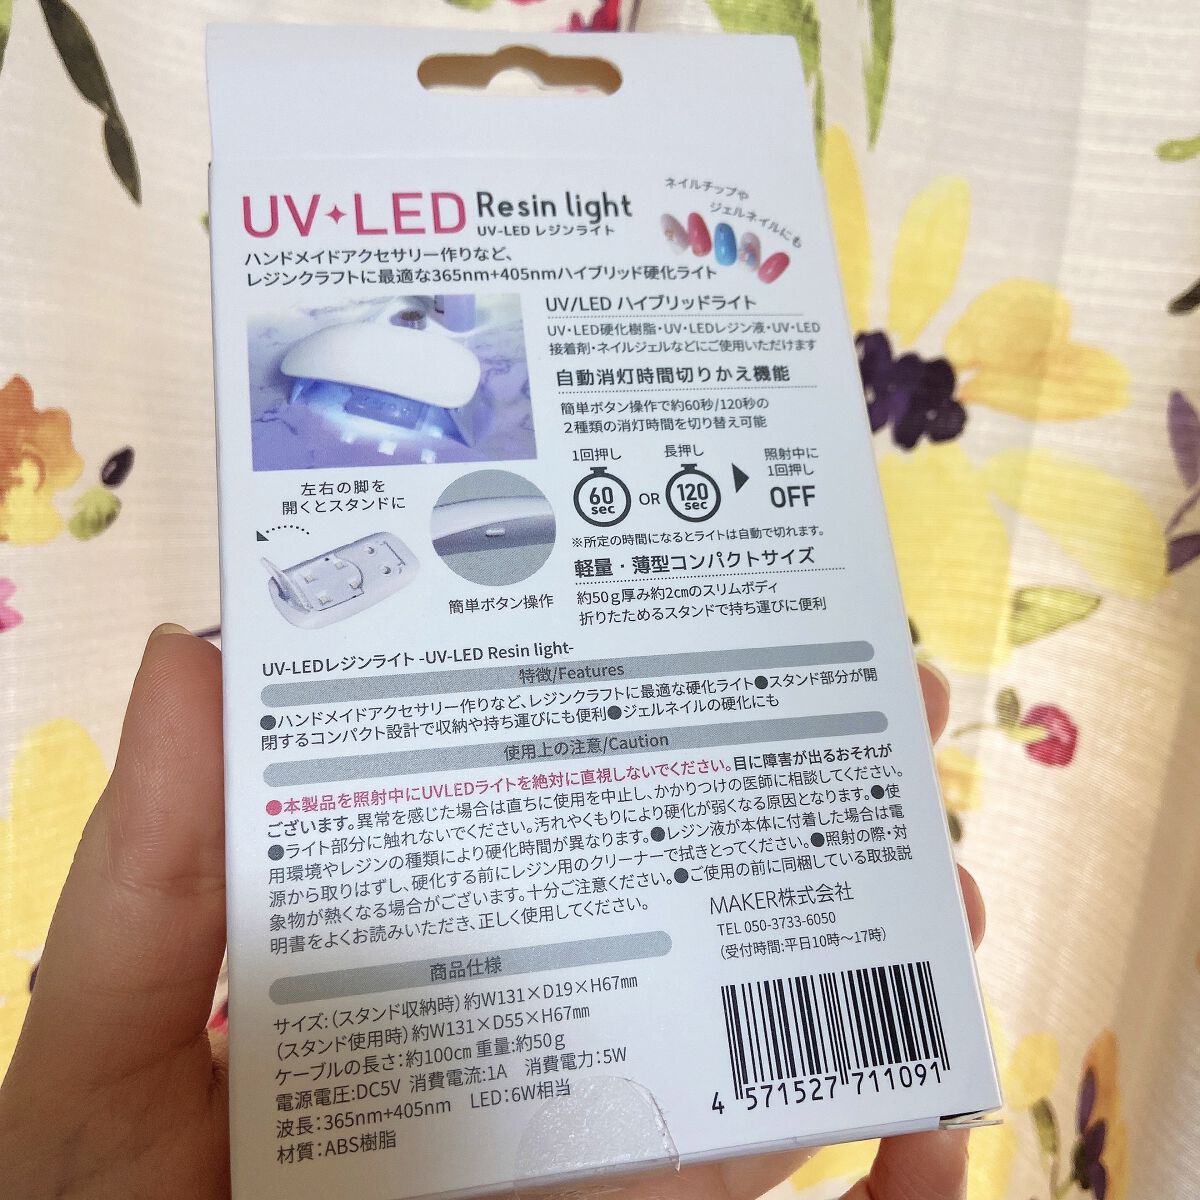 UV✦LED Resin light
UV-LED レジンライト
ネイルチップや
ジェルネイルにも
ハンドメイドアクセサリー作りなど、
レジンクラフトに最適な365nm+405nmハイブリッド硬化ライト
UV/LED ハイブリッドライト
UV・LED硬化樹脂・UV・LEDレジン液・UV・LED
接着剤・ネイルジェルなどにご使用いただけます
自動消灯時間切りかえ機能
簡単ボタン操作で約60秒/120秒の
２種類の消灯時間を切り替え可能
1回押し
60 sec
OR
長押し
120 sec
照射中に
1回押し
OFF
※所定の時間になるとライトは自動で切れます。
左右の脚を
開くとスタンドに
簡単ボタン操作
軽量・薄型コンパクトサイズ
約50ｇ厚み約2㎝のスリムボディ
折りたためるスタンドで持ち運びに便利
UV-LEDレジンライト -UV-LED Resin light-
特徴/Features
●ハンドメイドアクセサリー作りなど、レジンクラフトに最適な硬化ライト●スタンド部分が開
閉するコンパクト設計で収納や持ち運びにも便利●ジェルネイルの硬化にも
使用上の注意/Caution
●本製品を照射中にUVLEDライトを絶対に直視しないでください。目に障害が出るおそれが
ございます。異常を感じた場合は直ちに使用を中止し、かかりつけの医師に相談してください。
●ライト部分に触れないでください。汚れやくもりにより硬化が弱くなる原因となります。●使
用環境やレジンの種類により硬化時間が異なります。●レジン液が本体に付着した場合は電
源から取りはずし、硬化する前にレジン用のクリーナーで拭きとってください。●照射の際・対
象物が熱くなる場合がございます。十分ご注意ください。●ご使用の前に同梱している取扱説
明書をよくお読みいただき、正しく使用してください。
MAKER株式会社
TEL 050-3733-6050
（受付時間:平日10時～17時）
商品仕様
サイズ:（スタンド収納時）約W131×D19×H67㎜
（スタンド使用時）約W131×D55×H67㎜
ケーブルの長さ:約100㎝ 重量:約50g
電源電圧:DC5V 消費電流:1A 消費電力:5W
波長:365nm+405nm LED:6W相当
材質:ABS樹脂
4 571527 711091